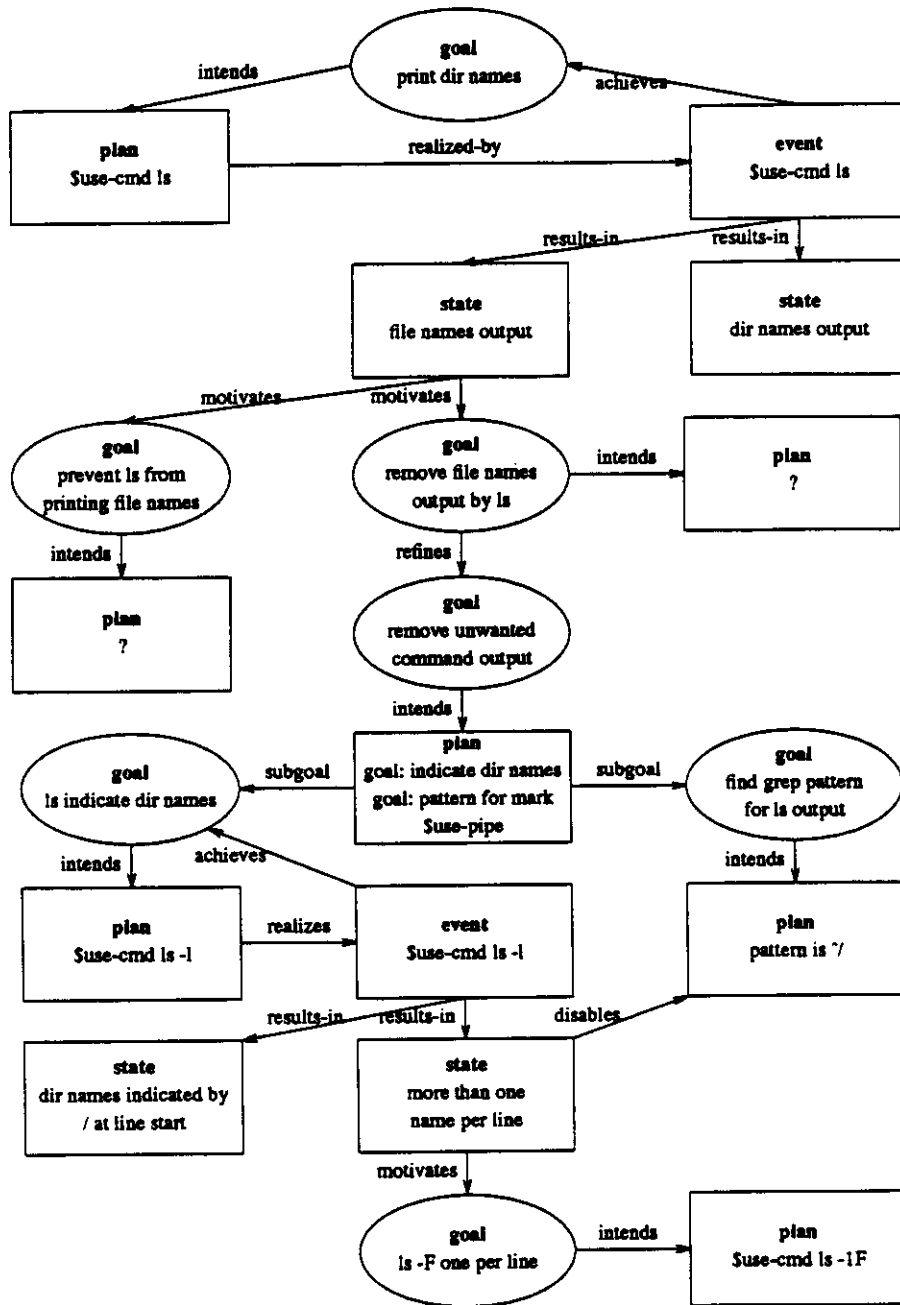 goal
print dir names
intends
achieves
plan
$use-cmd ls
realized-by
event
$use-cmd ls
results-in
results-in
state
file names output
state
dir names output
motivates
motivates
goal
prevent ls from
printing file names
goal
remove file names
output by ls
intends
plan
?
intends
refines
plan
?
goal
remove unwanted
command output
intends
goal
ls indicate dir names
subgoal
plan
goal: indicate dir names
goal: pattern for mark
$use-pipe
subgoal
goal
find grep pattern
for ls output
intends
achieves
intends
plan
$use-cmd ls -l
realizes
event
$use-cmd ls -l
plan
pattern is ^/
results-in
results-in
disables
state
dir names indicated by
/ at line start
state
more than one
name per line
motivates
goal
ls -F one per line
intends
plan
$use-cmd ls -1F